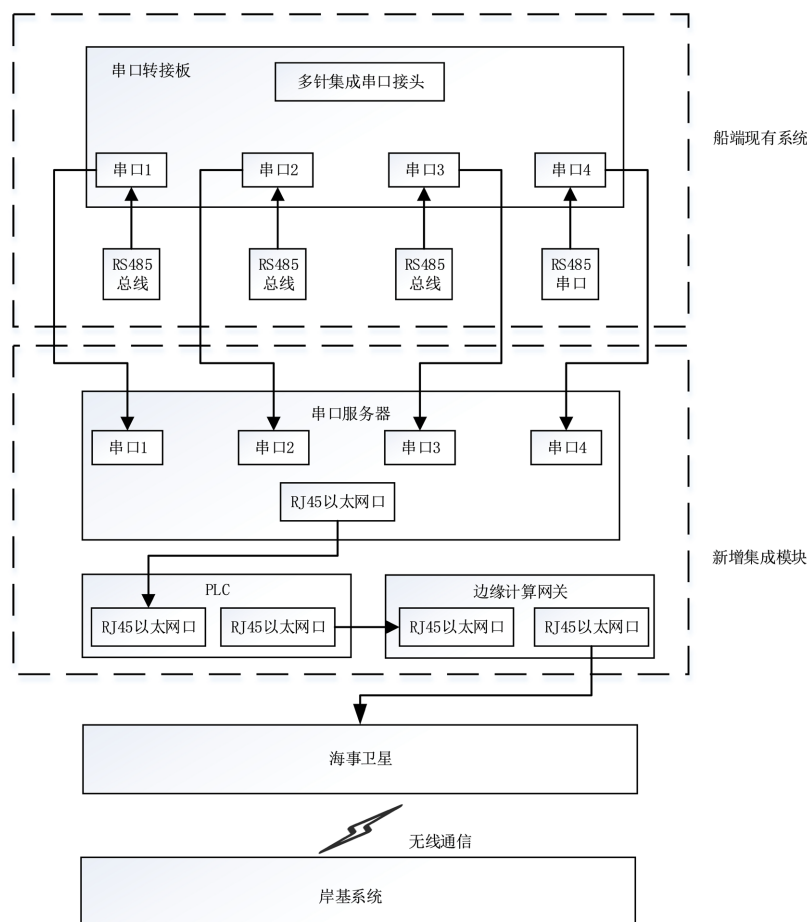 串口转接板
多针集成串口接头
船端现有系统
串口1
串口2
串口3
串口4
RS485
总线
RS485
总线
RS485
总线
RS485
串口
串口服务器
串口1
串口2
串口3
串口4
RJ45以太网口
新增集成模块
PLC
边缘计算网关
RJ45以太网口
RJ45以太网口
RJ45以太网口
RJ45以太网口
海事卫星
无线通信
岸基系统